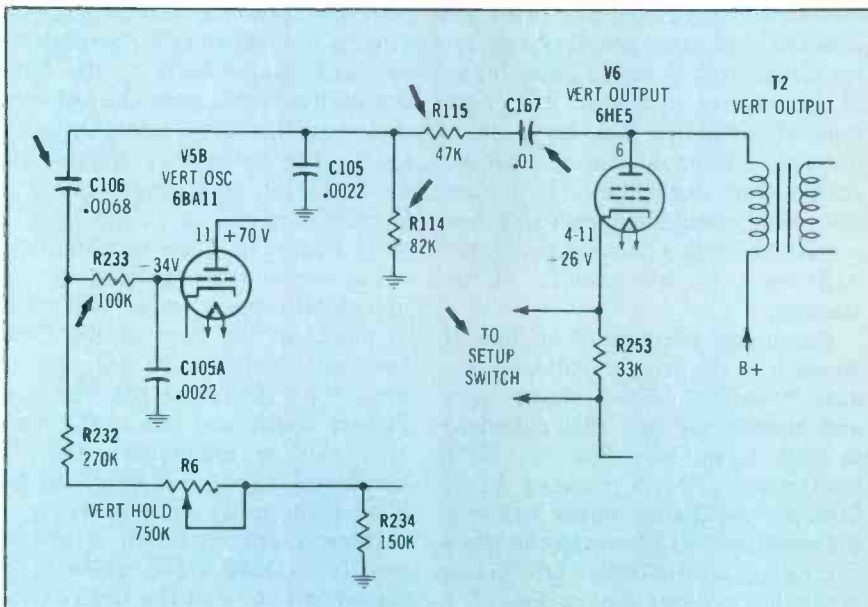 V6
VERT OUTPUT
6HE5
T2
VERT OUTPUT
R115
47K
C167
.01
6
V5B
VERT OSC
6BA11
C105
.0022
C106
.0068
R114
82K
11
+70 V
4-11
+26 V
R233
100K
-34V
TO
SETUP
SWITCH
R253
33K
B+
C105A
.0022
R232
270K
R6
VERT HOLD
750K
R234
150K